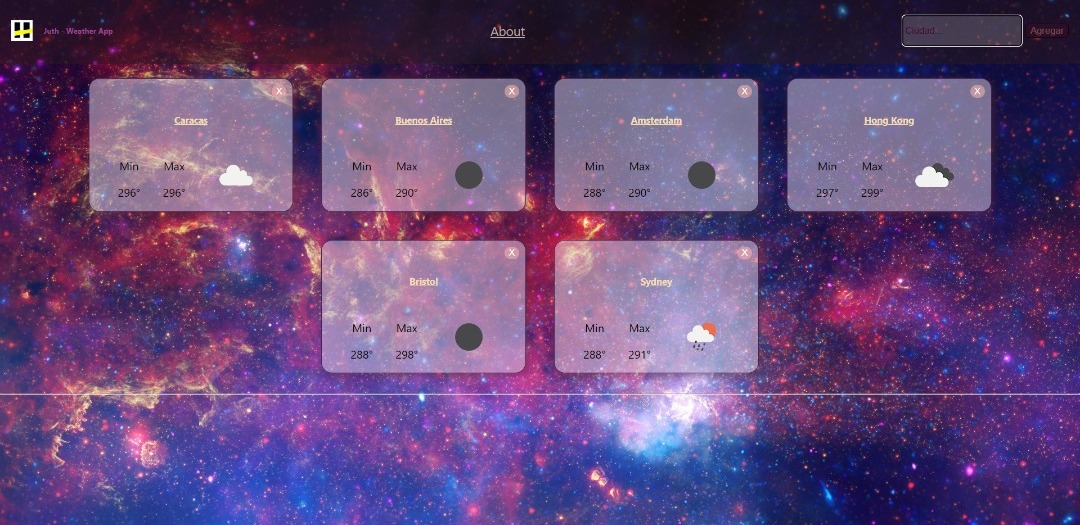 Juth - Weather App
About
Ciudad...
Agregar
X
Caracas
Min Max
296° 296°
X
Buenos Aires
Min Max
286° 290°
X
Amsterdam
Min Max
288° 290°
X
Hong Kong
Min Max
297° 299°
X
Bristol
Min Max
288° 298°
X
Sydney
Min Max
288° 291°